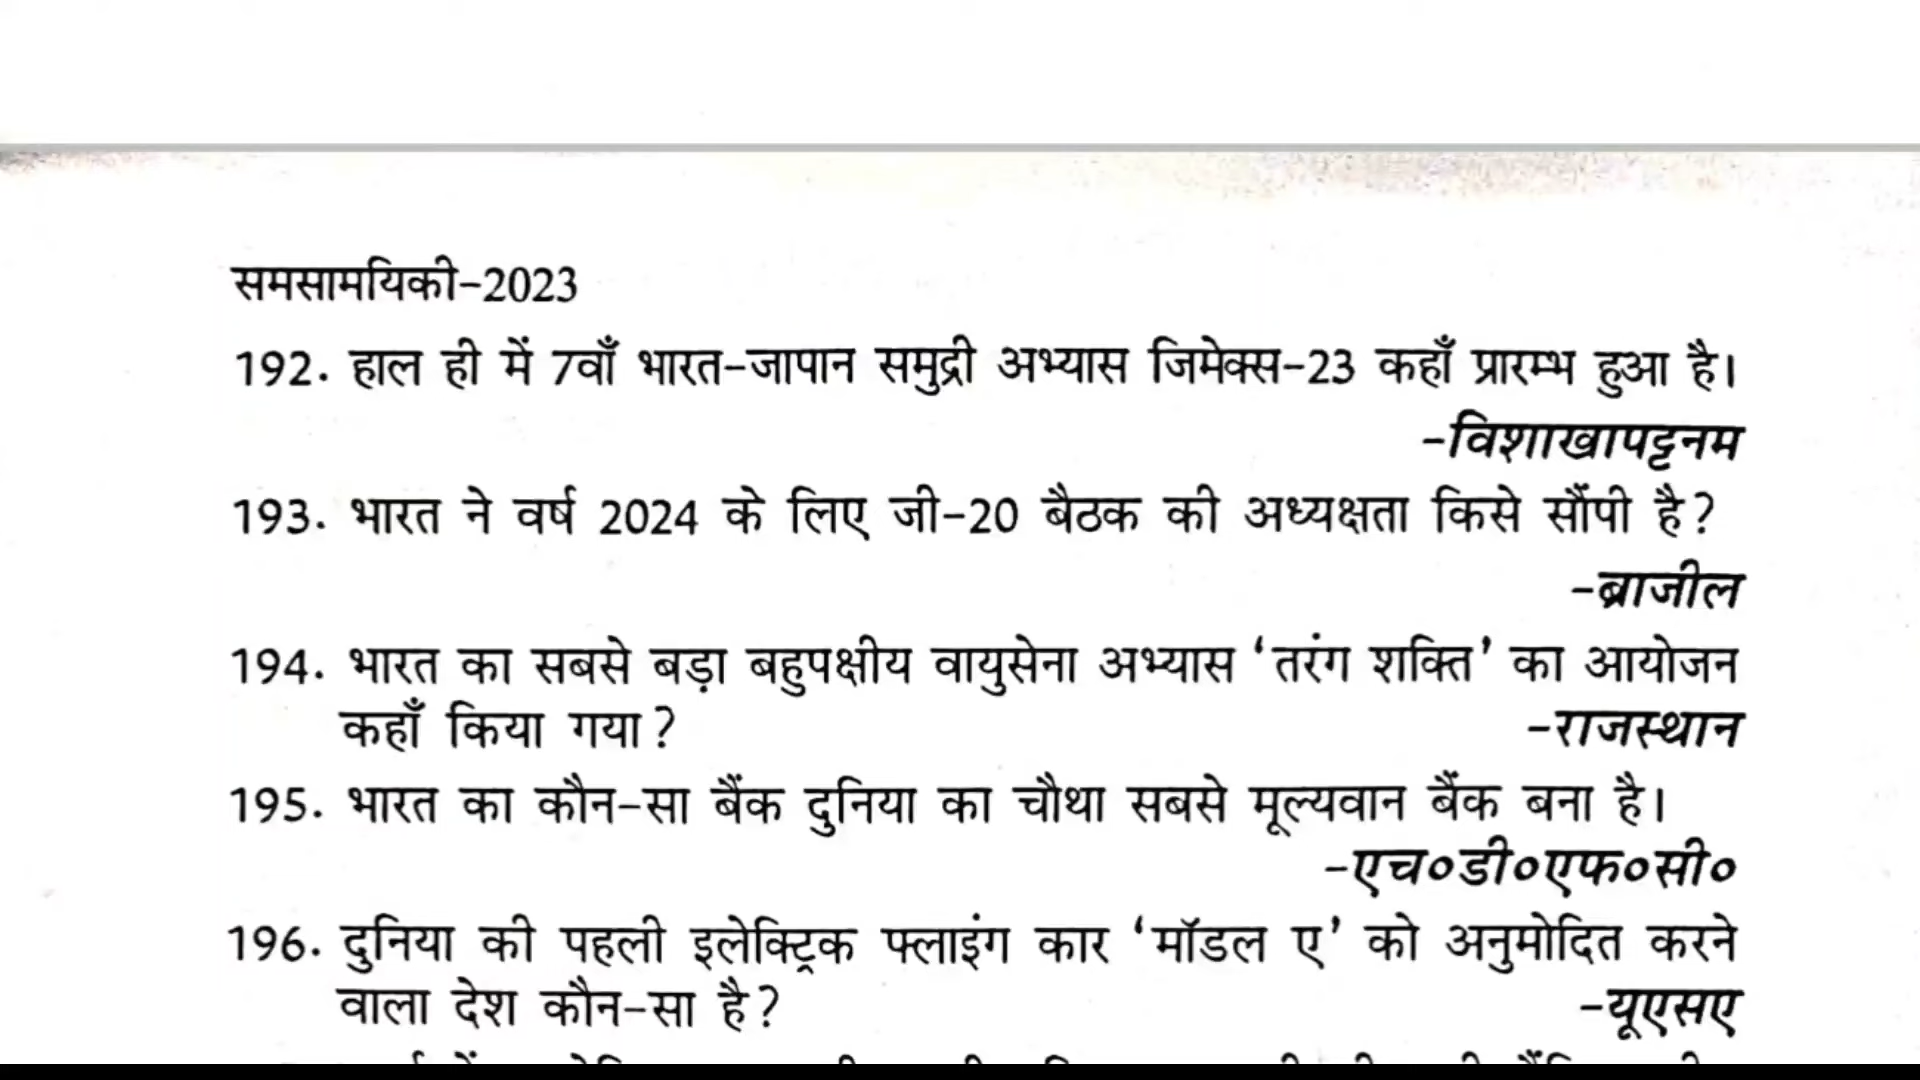 समसामयिकी-2023
192. हाल ही में 7वाँ भारत-जापान समुद्री अभ्यास जिमेक्स-23 कहाँ प्रारम्भ हुआ है।
-विशाखापट्टनम
193. भारत ने वर्ष 2024 के लिए जी-20 बैठक की अध्यक्षता किसे सौंपी है?
-ब्राजील
194. भारत का सबसे बड़ा बहुपक्षीय वायुसेना अभ्यास ‘तरंग शक्ति’ का आयोजन
कहाँ किया गया? -राजस्थान
195. भारत का कौन-सा बैंक दुनिया का चौथा सबसे मूल्यवान बैंक बना है।
-एच०डी०एफ०सी०
196. दुनिया की पहली इलेक्ट्रिक फ्लाइंग कार ‘मॉडल ए’ को अनुमोदित करने
वाला देश कौन-सा है? -यूएसए